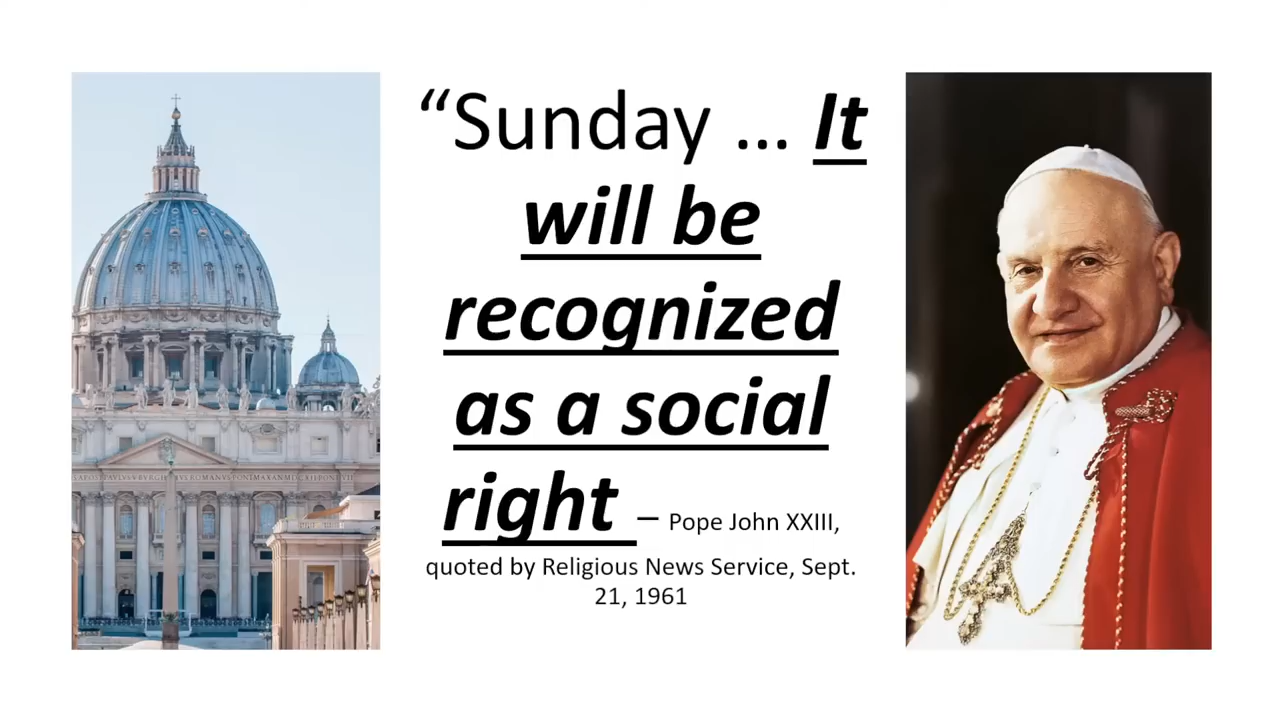 “Sunday … It
will be
recognized
as a social
right – Pope John XXIII,
quoted by Religious News Service, Sept.
21, 1961